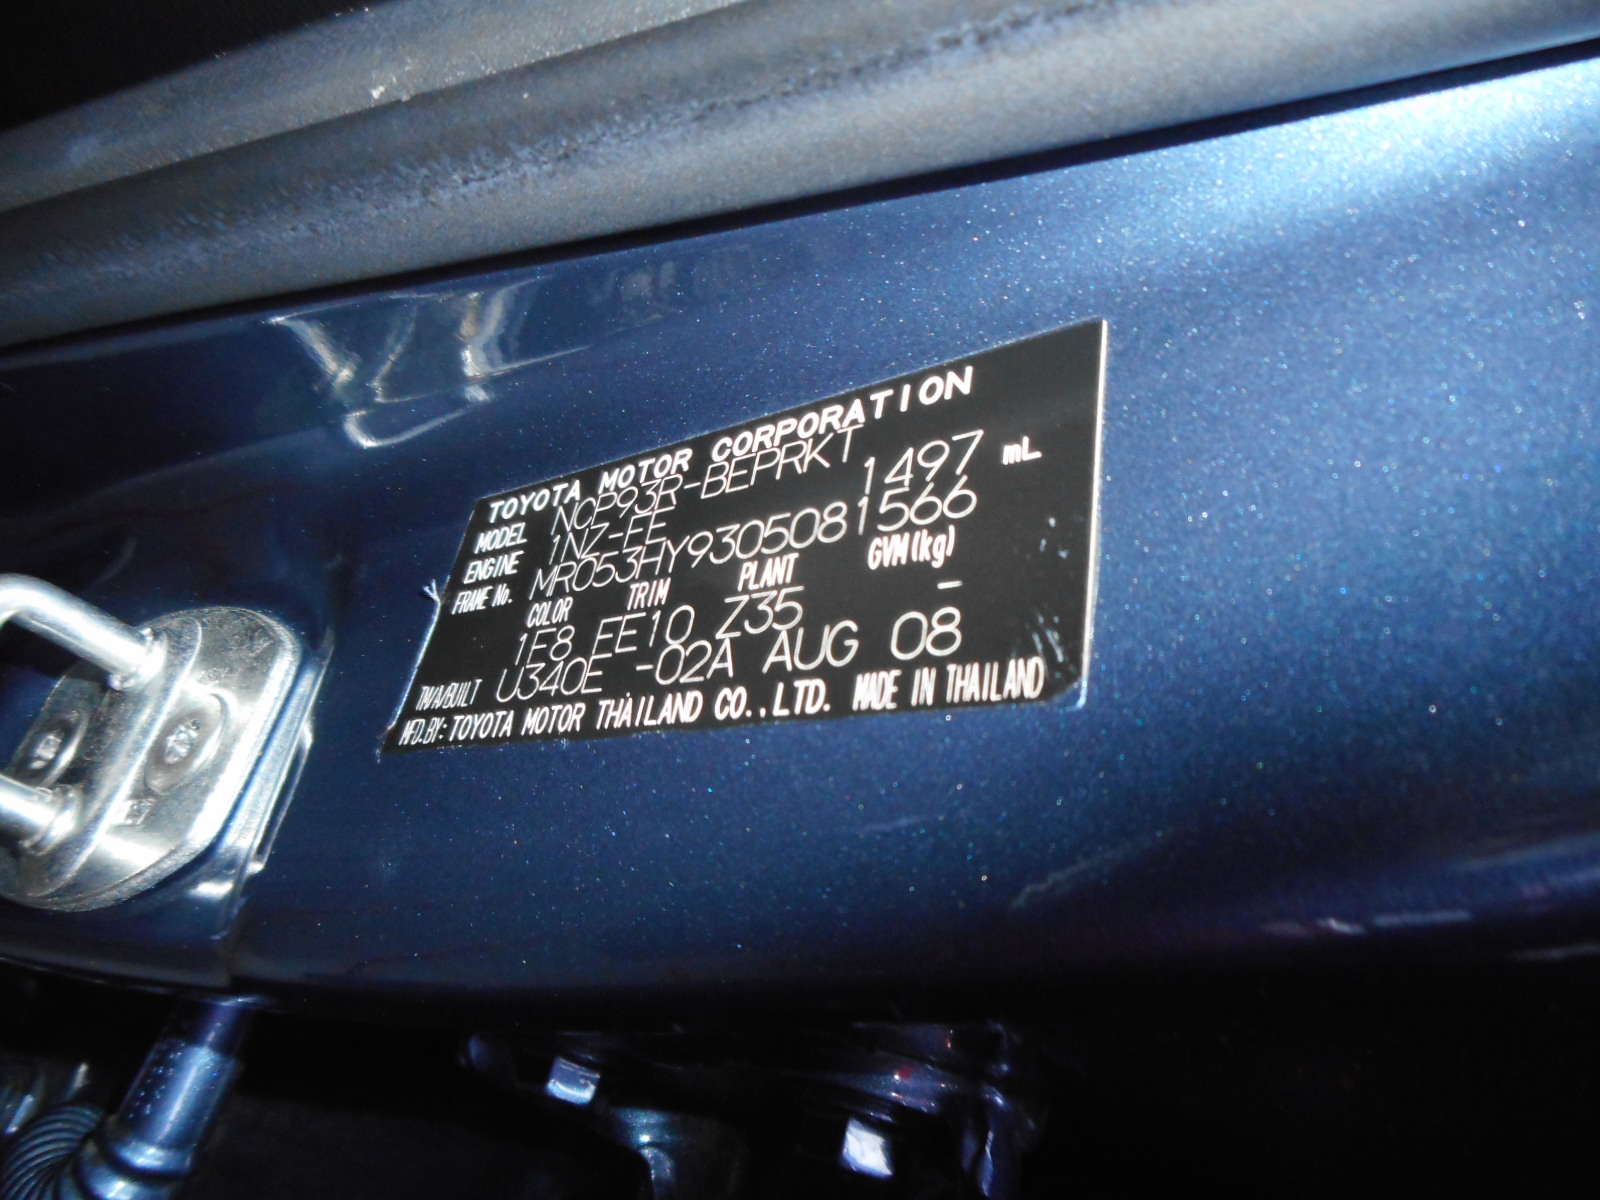 TOYOTA MOTOR CORPORATION
MODEL NCP93R-BEPRKT
ENGINE 1NZ-FE 1497 mL
FRAME No. MR053HY9305081566
COLOR TRIM PLANT GVM(kg)
1E8 EE10 Z35 –
TM/A/BUILT U340E -02A AUG 08
MFD.BY: TOYOTA MOTOR THAILAND CO.,LTD. MADE IN THAILAND